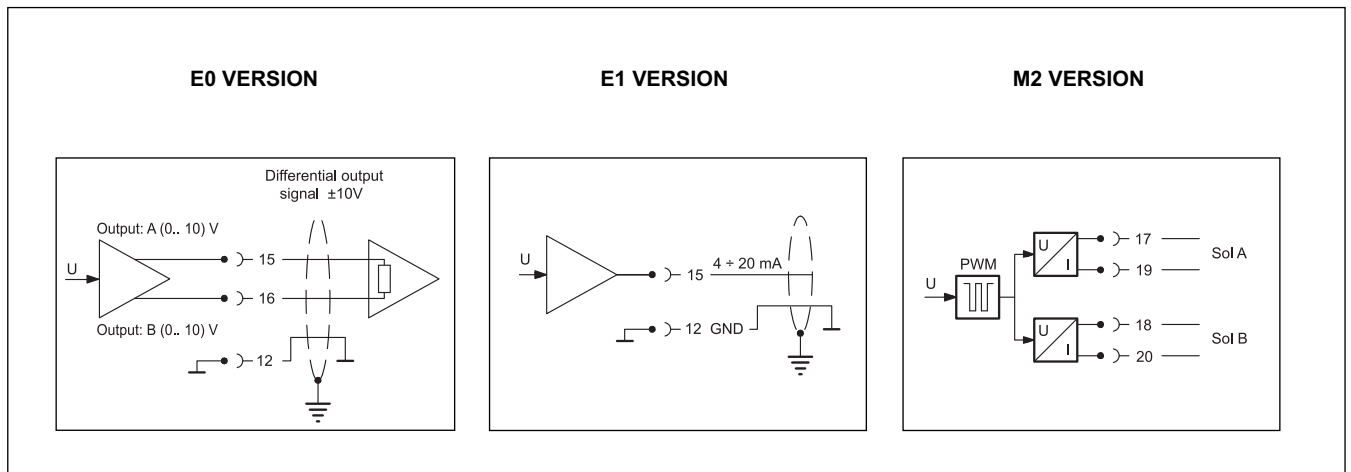 E0 VERSION
E1 VERSION
M2 VERSION
Differential output
signal ±10V
Output: A (0.. 10) V
U
15
16
Output: B (0.. 10) V
12
U
15
4 ÷ 20 mA
12 GND
U
PWM
U
I
17
19
Sol A
U
I
18
20
Sol B